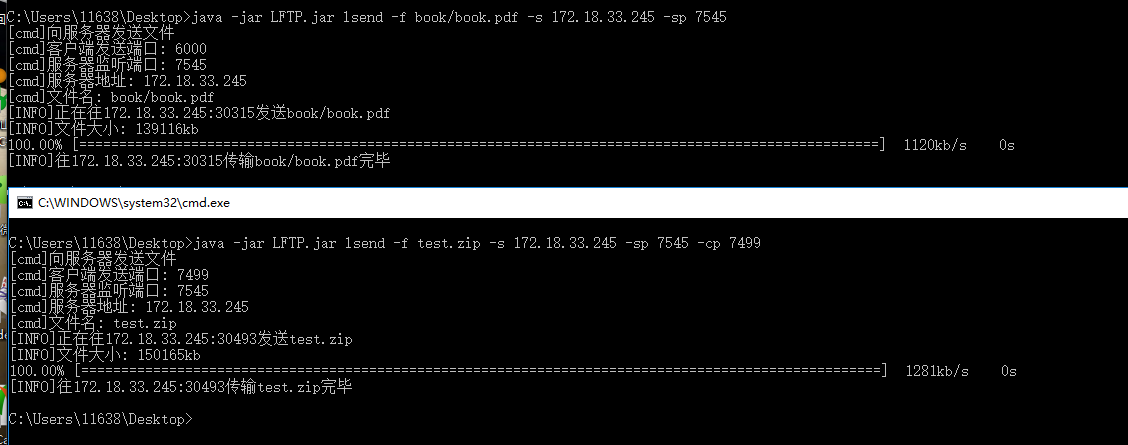 C:\Users\11638\Desktop>java -jar LFTP.jar lsend -f book/book.pdf -s 172.18.33.245 -sp 7545
[cmd]向服务器发送文件
[cmd]客户端发送端口: 6000
[cmd]服务器监听端口: 7545
[cmd]服务器地址: 172.18.33.245
[cmd]文件名: book/book.pdf
[INFO]正在往172.18.33.245:30315发送book/book.pdf
[INFO]文件大小: 139116kb
100.00% [====================================================================================================] 1120kb/s 0s
[INFO]往172.18.33.245:30315传输book/book.pdf完毕
C:\WINDOWS\system32\cmd.exe
C:\Users\11638\Desktop>java -jar LFTP.jar lsend -f test.zip -s 172.18.33.245 -sp 7545 -cp 7499
[cmd]向服务器发送文件
[cmd]客户端发送端口: 7499
[cmd]服务器监听端口: 7545
[cmd]服务器地址: 172.18.33.245
[cmd]文件名: test.zip
[INFO]正在往172.18.33.245:30493发送test.zip
[INFO]文件大小: 150165kb
100.00% [====================================================================================================] 1281kb/s 0s
[INFO]往172.18.33.245:30493传输test.zip完毕
C:\Users\11638\Desktop>